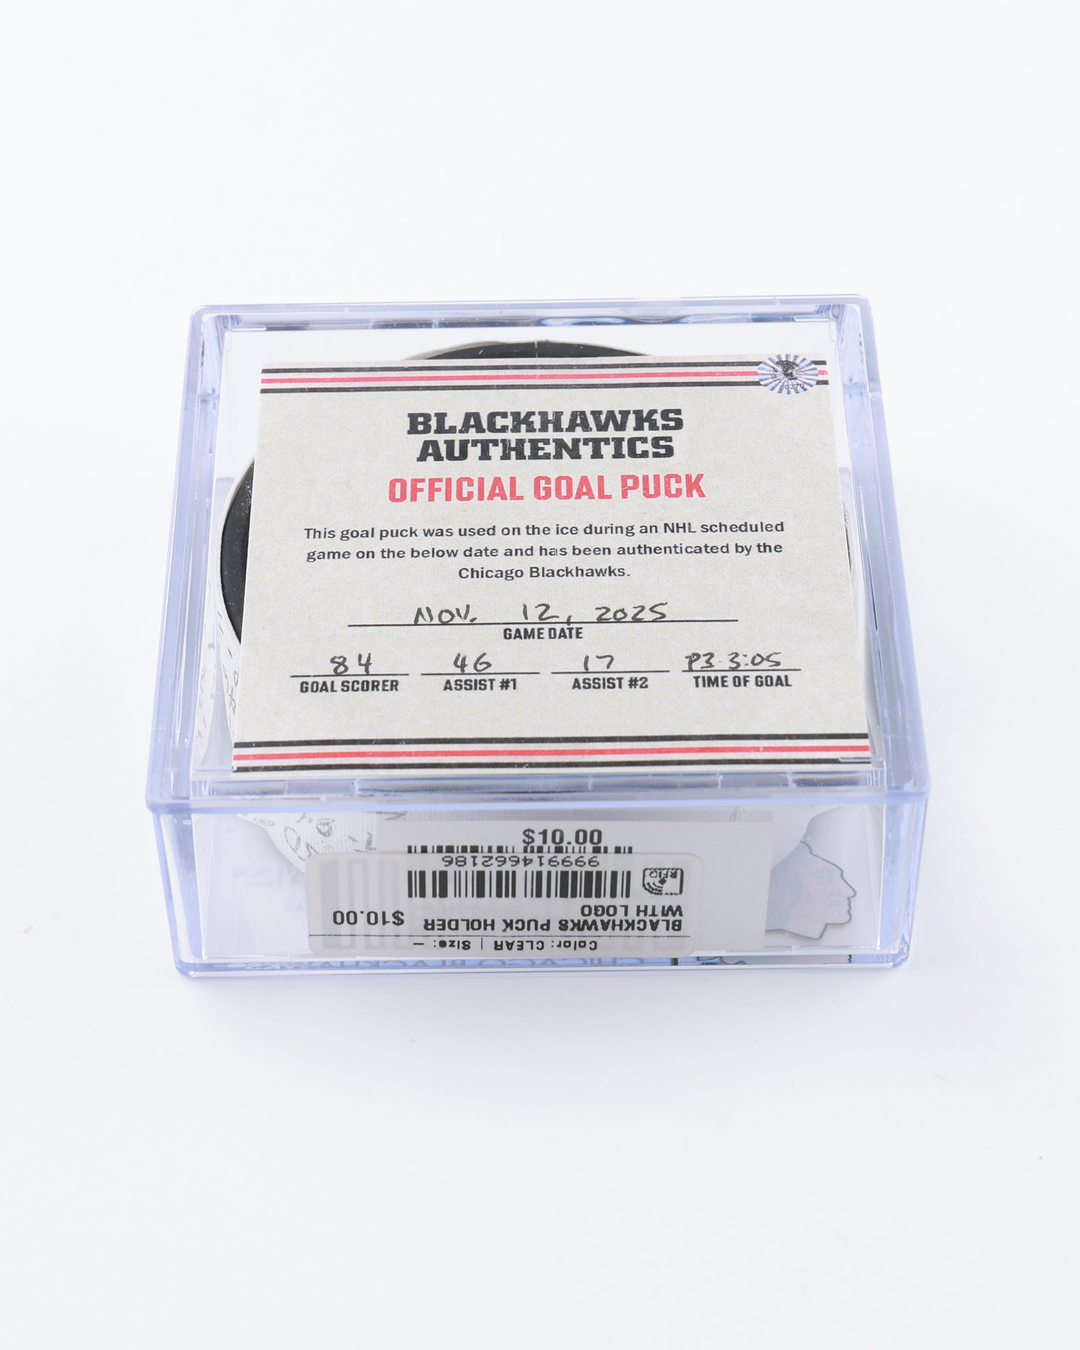 BLACKHAWKS
AUTHENTICS
OFFICIAL GOAL PUCK
This goal puck was used on the ice during an NHL scheduled
game on the below date and has been authenticated by the
Chicago Blackhawks.
NOV. 12, 2025
GAME DATE
84 46 17 P3 3:05
GOAL SCORER ASSIST #1 ASSIST #2 TIME OF GOAL
$10.00
999914662186
BLACKHAWKS PUCK HOLDER
WITH LOGO
$10.00
Color: CLEAR | Size: —
CHICAGO BLACKHAWKS